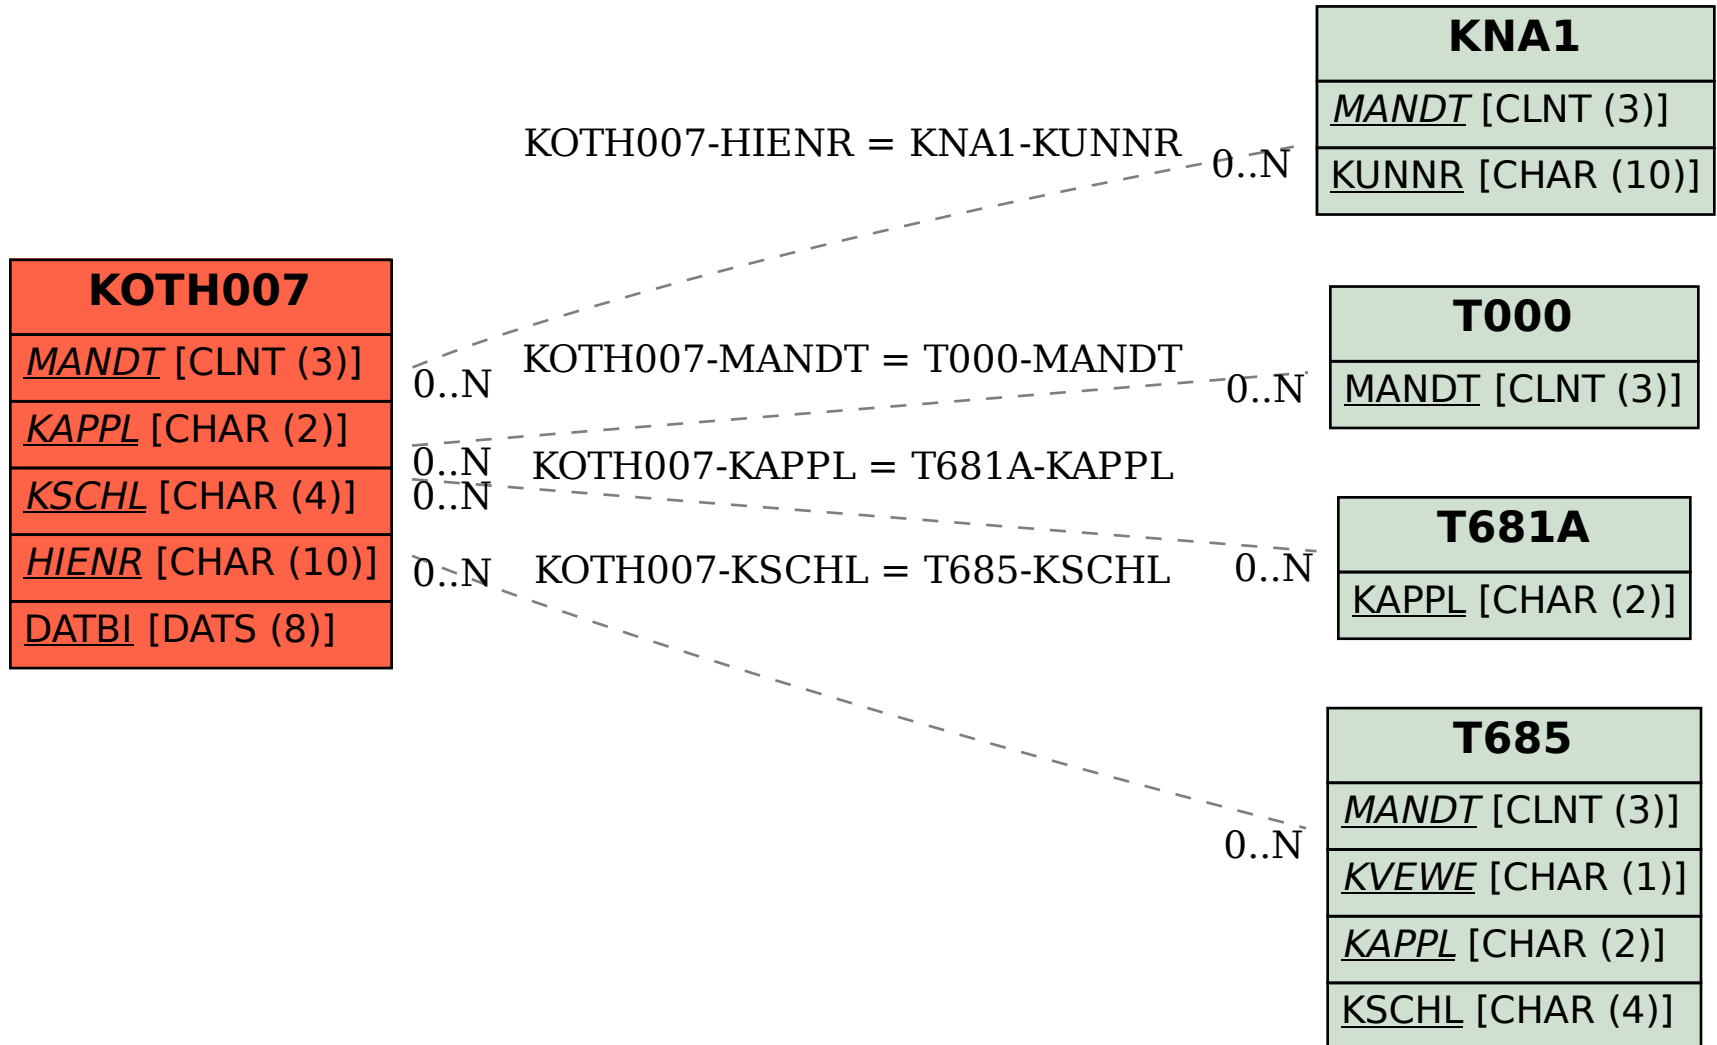 KOTH007
MANDT [CLNT (3)]
KAPPL [CHAR (2)]
KSCHL [CHAR (4)]
HIENR [CHAR (10)]
DATBI [DATS (8)]
KOTH007-HIENR = KNA1-KUNNR
0..N
0..N
KOTH007-MANDT = T000-MANDT
0..N
0..N
KOTH007-KAPPL = T681A-KAPPL
0..N
0..N
KOTH007-KSCHL = T685-KSCHL
0..N
0..N
KNA1
MANDT [CLNT (3)]
KUNNR [CHAR (10)]
T000
MANDT [CLNT (3)]
T681A
KAPPL [CHAR (2)]
T685
MANDT [CLNT (3)]
KVEWE [CHAR (1)]
KAPPL [CHAR (2)]
KSCHL [CHAR (4)]